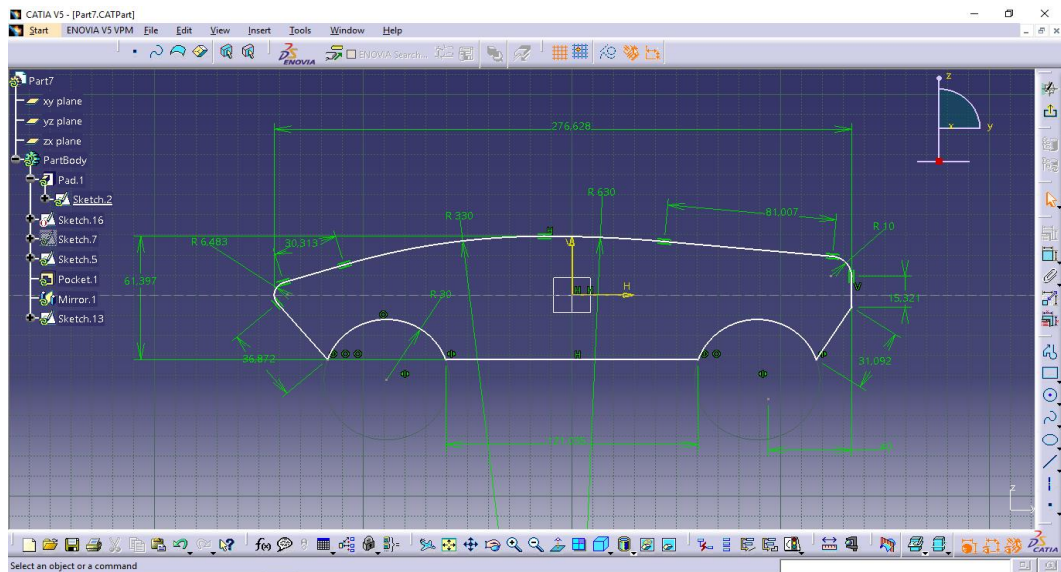 CATIA V5 - [Part7.CATPart]
Start ENOVIA V5 VPM File Edit View Insert Tools Window Help
ENOVIA ENOVIA Search...
Part7
xy plane
yz plane
zx plane
PartBody
Pad.1
Sketch.2
Sketch.16
Sketch.7
Sketch.5
Pocket.1
Mirror.1
Sketch.13
z
x y
276,628
R 630
R 330
81,007
R 10
R 6,483
30,313
61,397
V
H
R 30
15,321
V
H
36,872
31,092
z
f(x)
CATIA
Select an object or a command